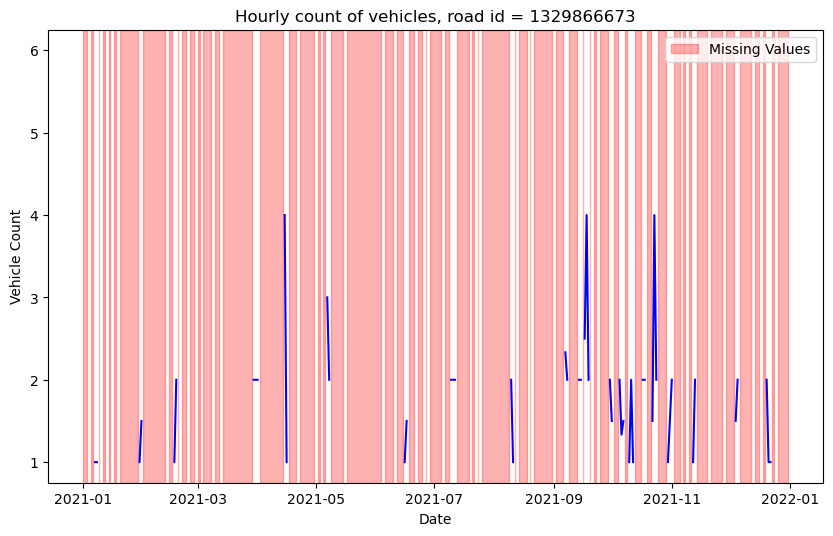 Hourly count of vehicles, road id = 1329866673
Missing Values
6
5
4
3
2
1
Vehicle Count
2021-01 2021-03 2021-05 2021-07 2021-09 2021-11 2022-01
Date